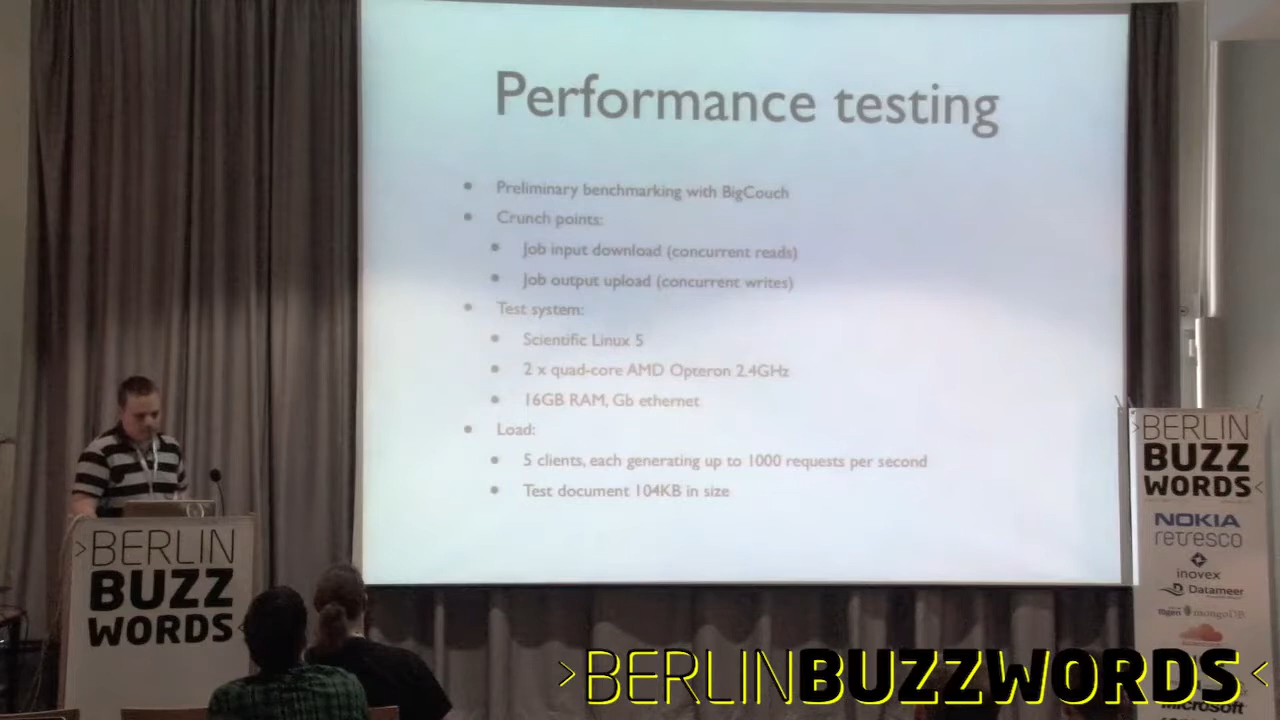 Performance testing
Preliminary benchmarking with BigCouch
Crunch points:
Job input download (concurrent reads)
Job output upload (concurrent writes)
Test system:
Scientific Linux 5
2 x quad-core AMD Opteron 2.4GHz
16GB RAM, Gb ethernet
Load:
5 clients, each generating up to 1000 requests per second
Test document 104KB in size
>BERLIN
BUZZ
WORDS<
>BERLIN
BUZZ
WORDS<
NOKIA
retresco
inovex
Datameer
10gen mongoDB
Microsoft
>BERLINBUZZWORDS<